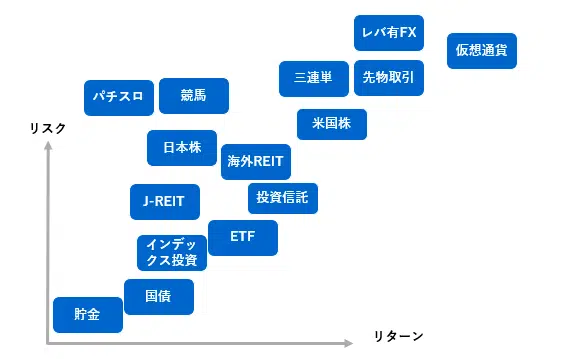 レバ有FX
仮想通貨
三連単
先物取引
パチスロ
競馬
米国株
リスク
日本株
海外REIT
J-REIT
投資信託
ETF
インデッ
クス投資
国債
貯金
リターン